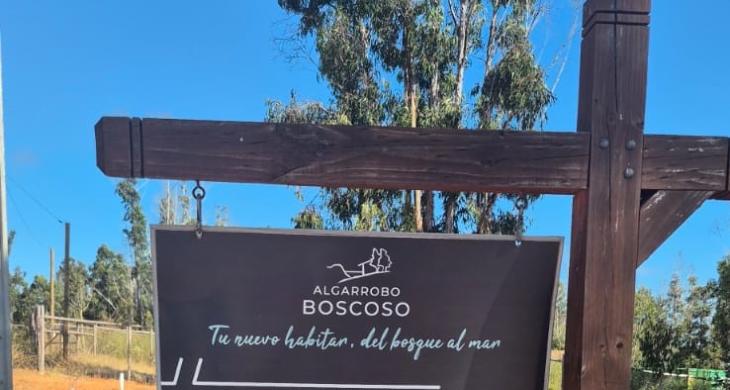 ALGARROBO
BOSCOSO
Tu nuevo habitar, del bosque al mar